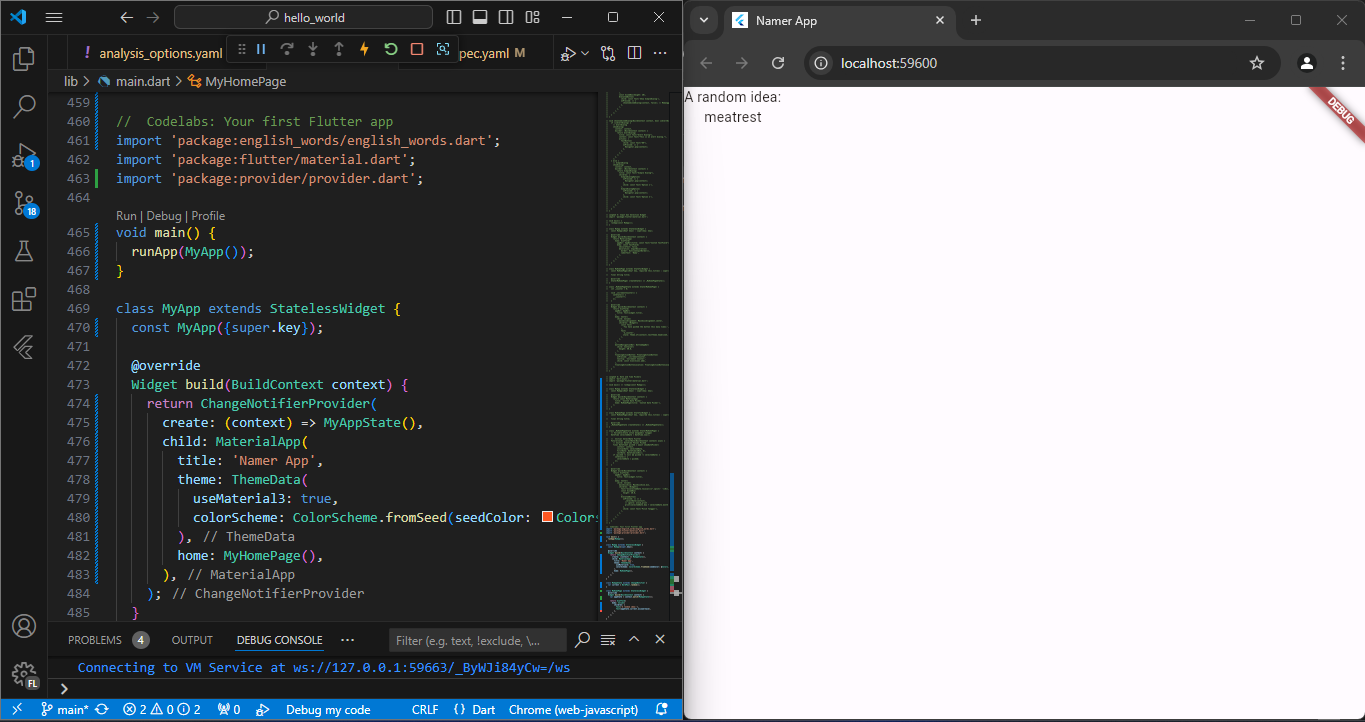 hello_world
! analysis_options.yaml
pec.yaml M
lib > main.dart > MyHomePage
459
460 // Codelabs: Your first Flutter app
461 import 'package:english_words/english_words.dart';
462 import 'package:flutter/material.dart';
463 import 'package:provider/provider.dart';
464
Run | Debug | Profile
465 void main() {
466 runApp(MyApp());
467 }
468
469 class MyApp extends StatelessWidget {
470 const MyApp({super.key});
471
472 @override
473 Widget build(BuildContext context) {
474 return ChangeNotifierProvider(
475 create: (context) => MyAppState(),
476 child: MaterialApp(
477 title: 'Namer App',
478 theme: ThemeData(
479 useMaterial3: true,
480 colorScheme: ColorScheme.fromSeed(seedColor: Color
481 ), // ThemeData
482 home: MyHomePage(),
483 ), // MaterialApp
484 ); // ChangeNotifierProvider
485 }
1
18
FL
PROBLEMS 4 OUTPUT DEBUG CONSOLE ···
Filter (e.g. text, !exclude, \...
Connecting to VM Service at ws://127.0.0.1:59663/_ByWJi84yCw=/ws
>
main* 2 0 2 0 Debug my code CRLF {} Dart Chrome (web-javascript)
Namer App
localhost:59600
A random idea:
meatrest
DEBUG